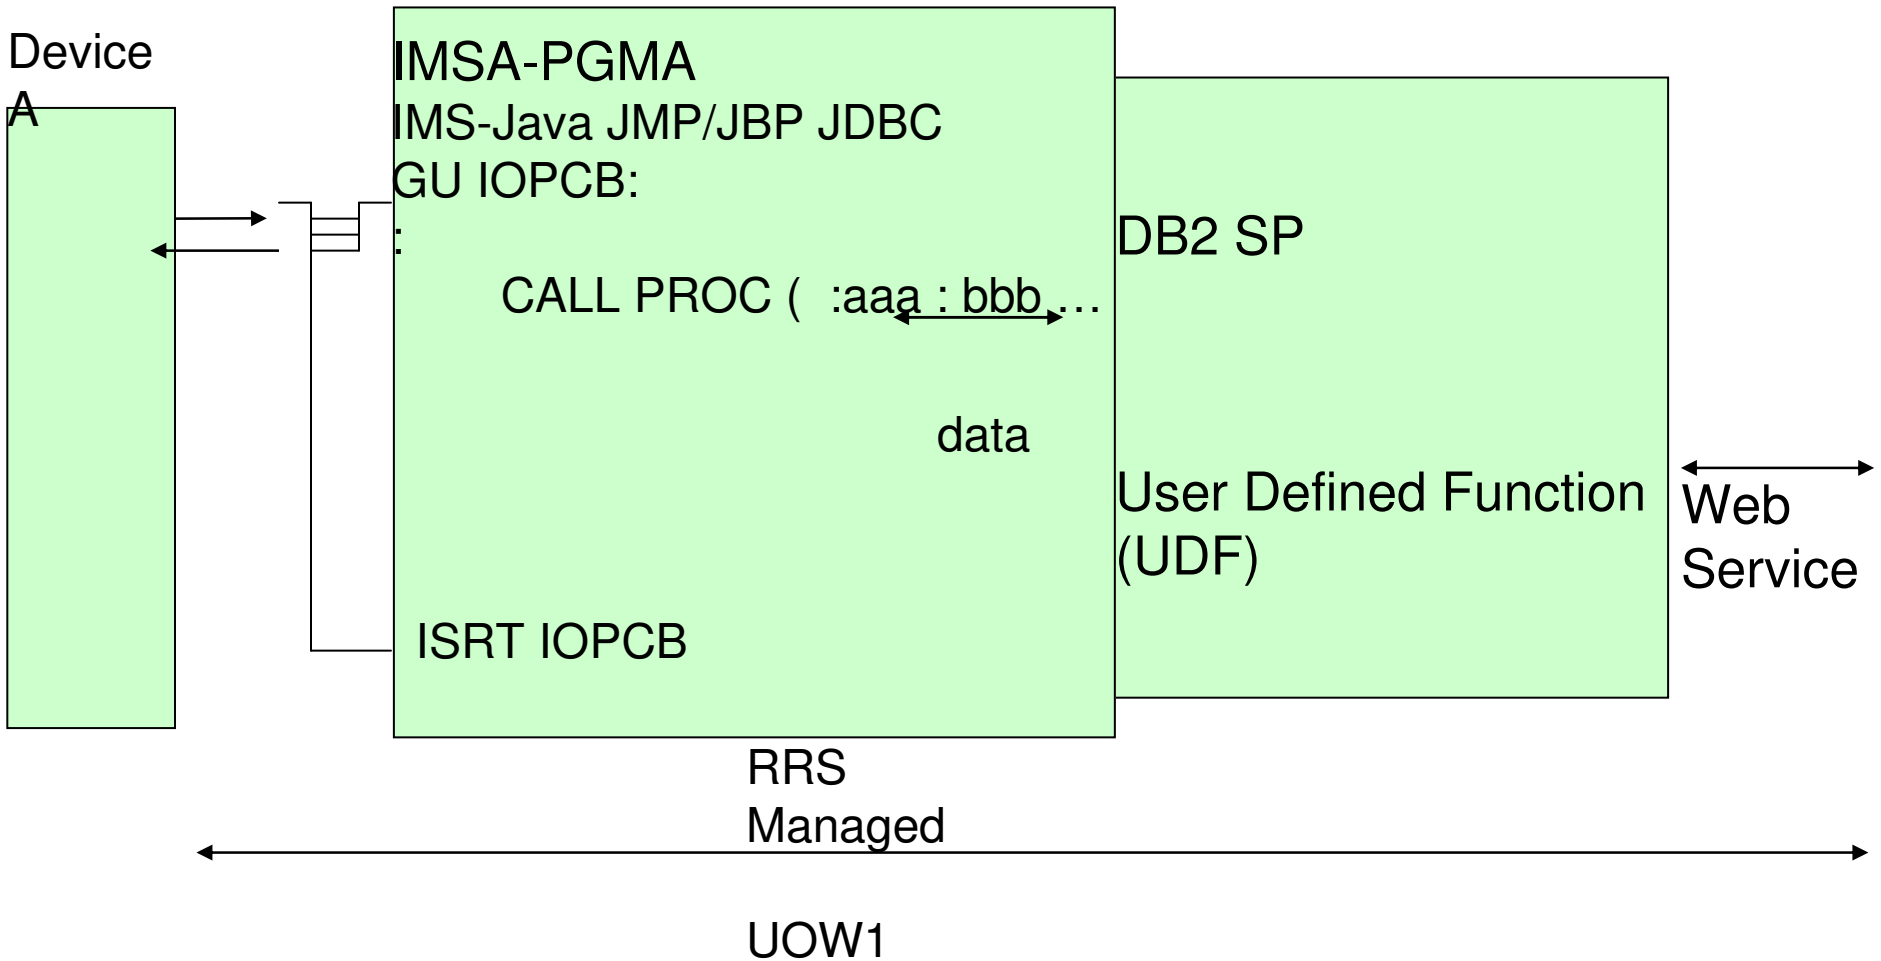 Device
A
IMSA-PGMA
IMS-Java JMP/JBP JDBC
GU IOPCB:
:
CALL PROC (  :aaa : bbb …
data
ISRT IOPCB
DB2 SP
User Defined Function
(UDF)
Web
Service
RRS
Managed
UOW1